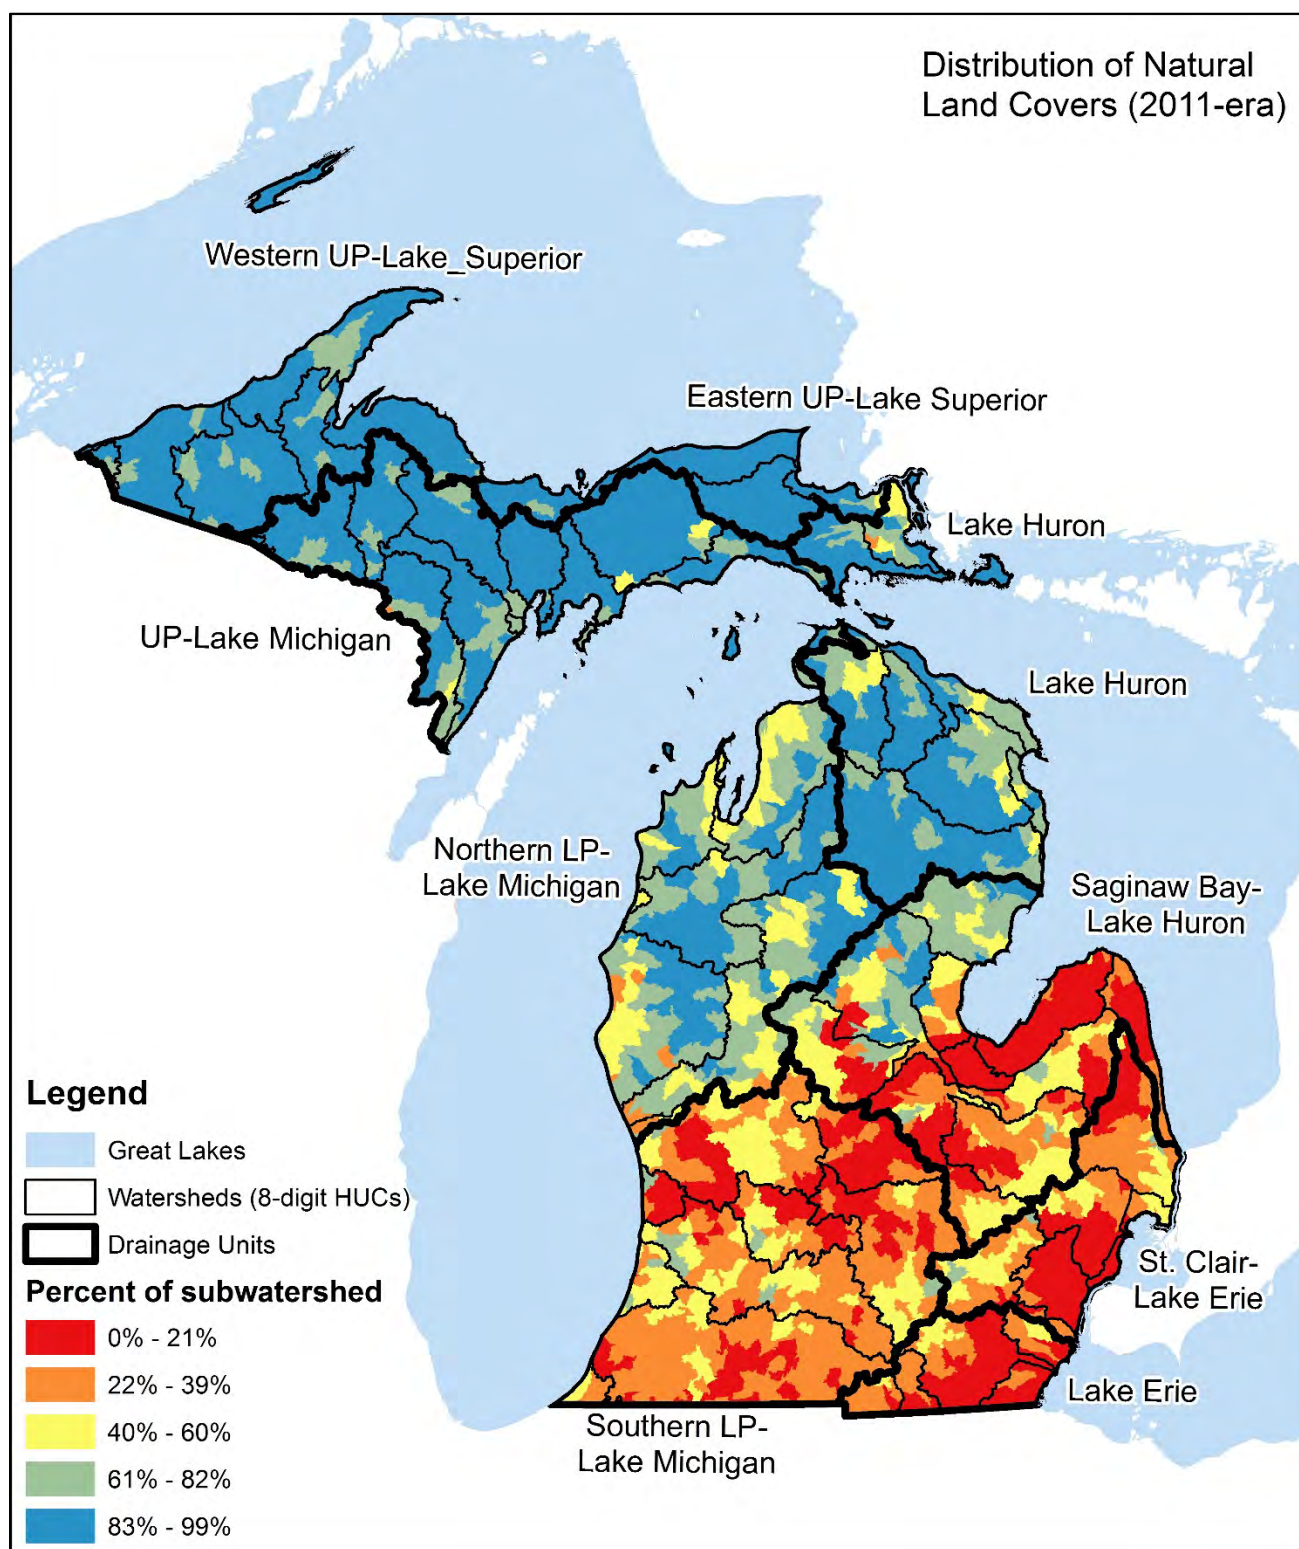 Distribution of Natural
Land Covers (2011-era)
Western UP-Lake_Superior
Eastern UP-Lake Superior
Lake Huron
UP-Lake Michigan
Lake Huron
Northern LP-
Lake Michigan
Saginaw Bay-
Lake Huron
St. Clair-
Lake Erie
Lake Erie
Southern LP-
Lake Michigan
Legend
Great Lakes
Watersheds (8-digit HUCs)
Drainage Units
Percent of subwatershed
0% - 21%
22% - 39%
40% - 60%
61% - 82%
83% - 99%